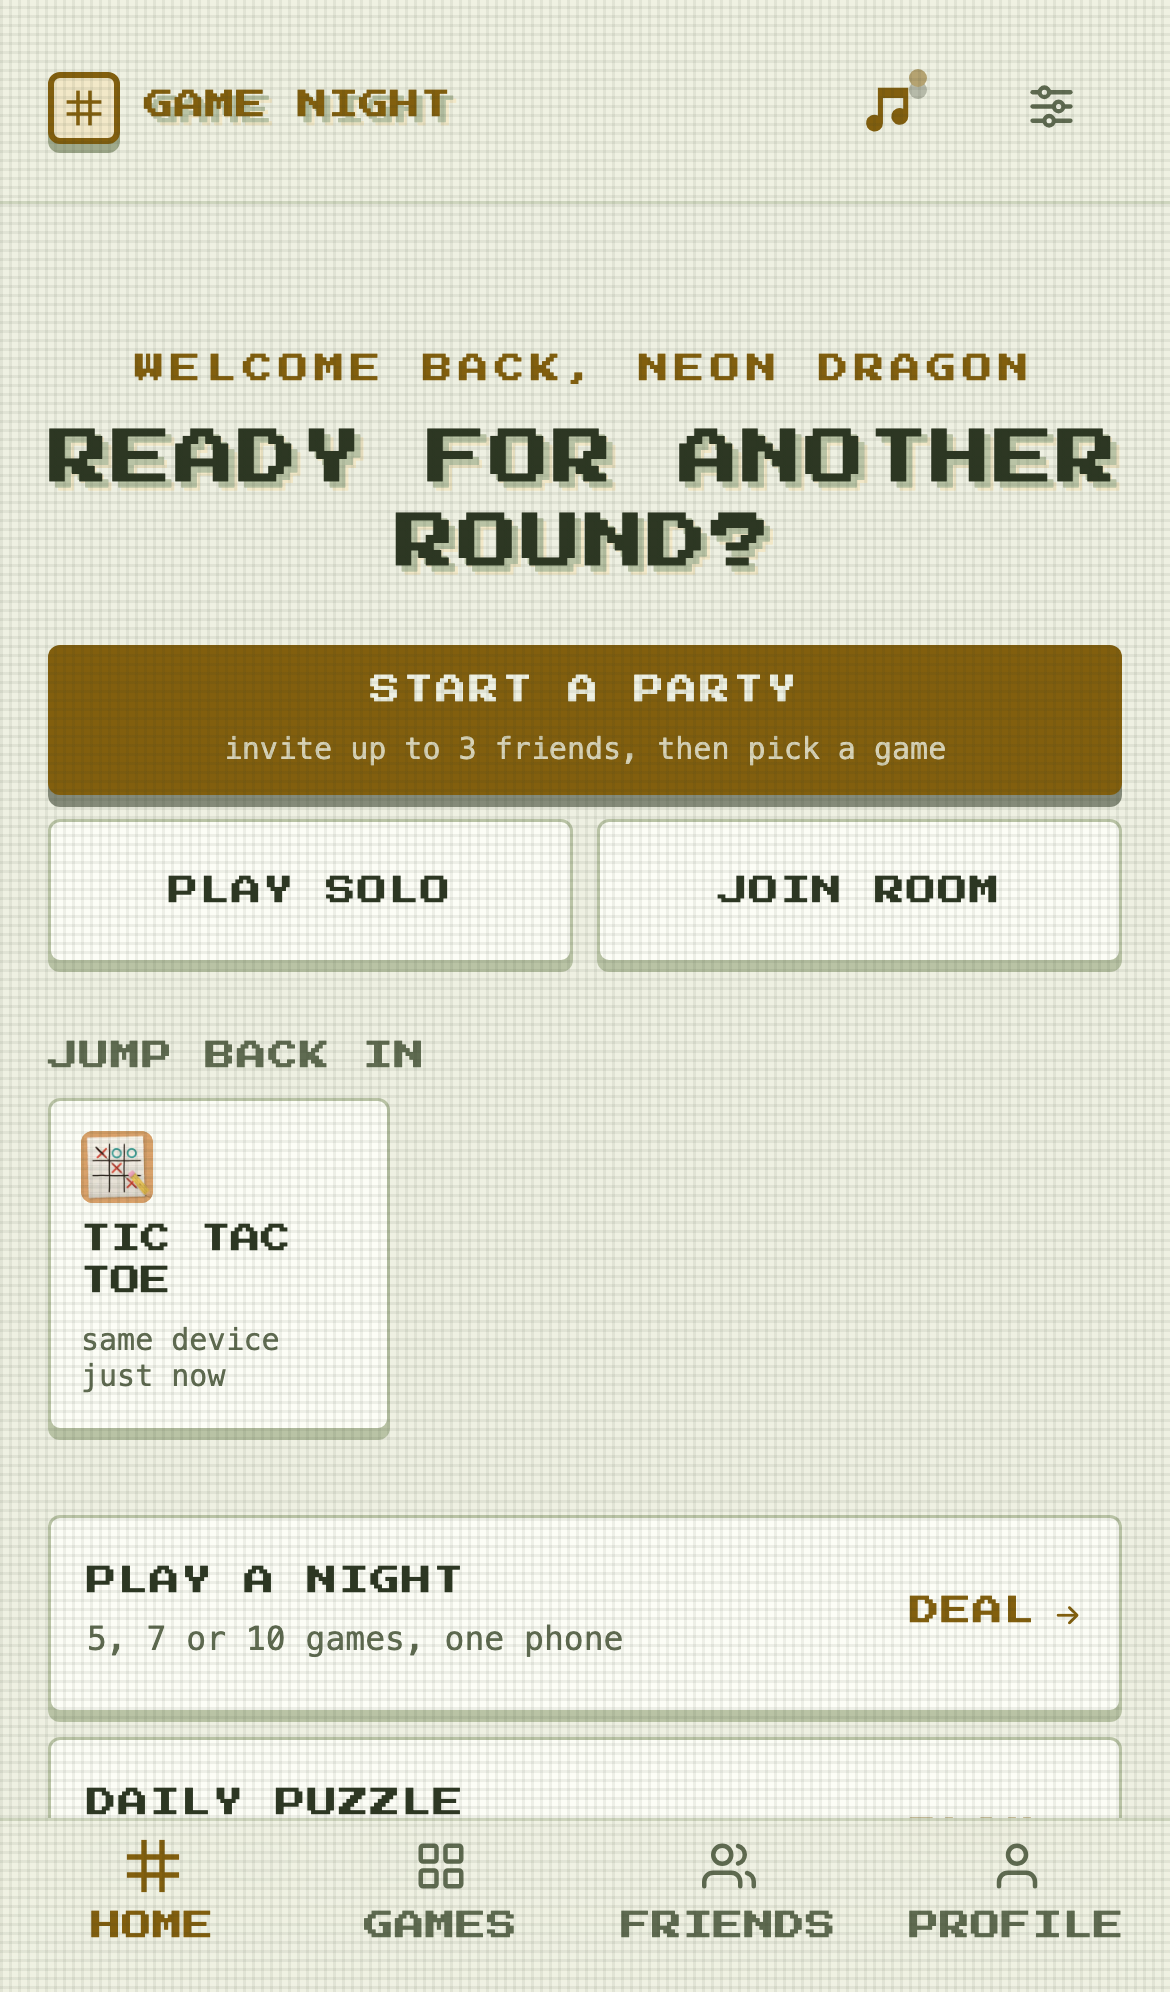 GAME NIGHT
WELCOME BACK, NEON DRAGON
READY FOR ANOTHER
ROUND?
START A PARTY
invite up to 3 friends, then pick a game
PLAY SOLO
JOIN ROOM
JUMP BACK IN
TIC TAC
TOE
same device
just now
PLAY A NIGHT
5, 7 or 10 games, one phone
DEAL →
DAILY PUZZLE
HOME
GAMES
FRIENDS
PROFILE